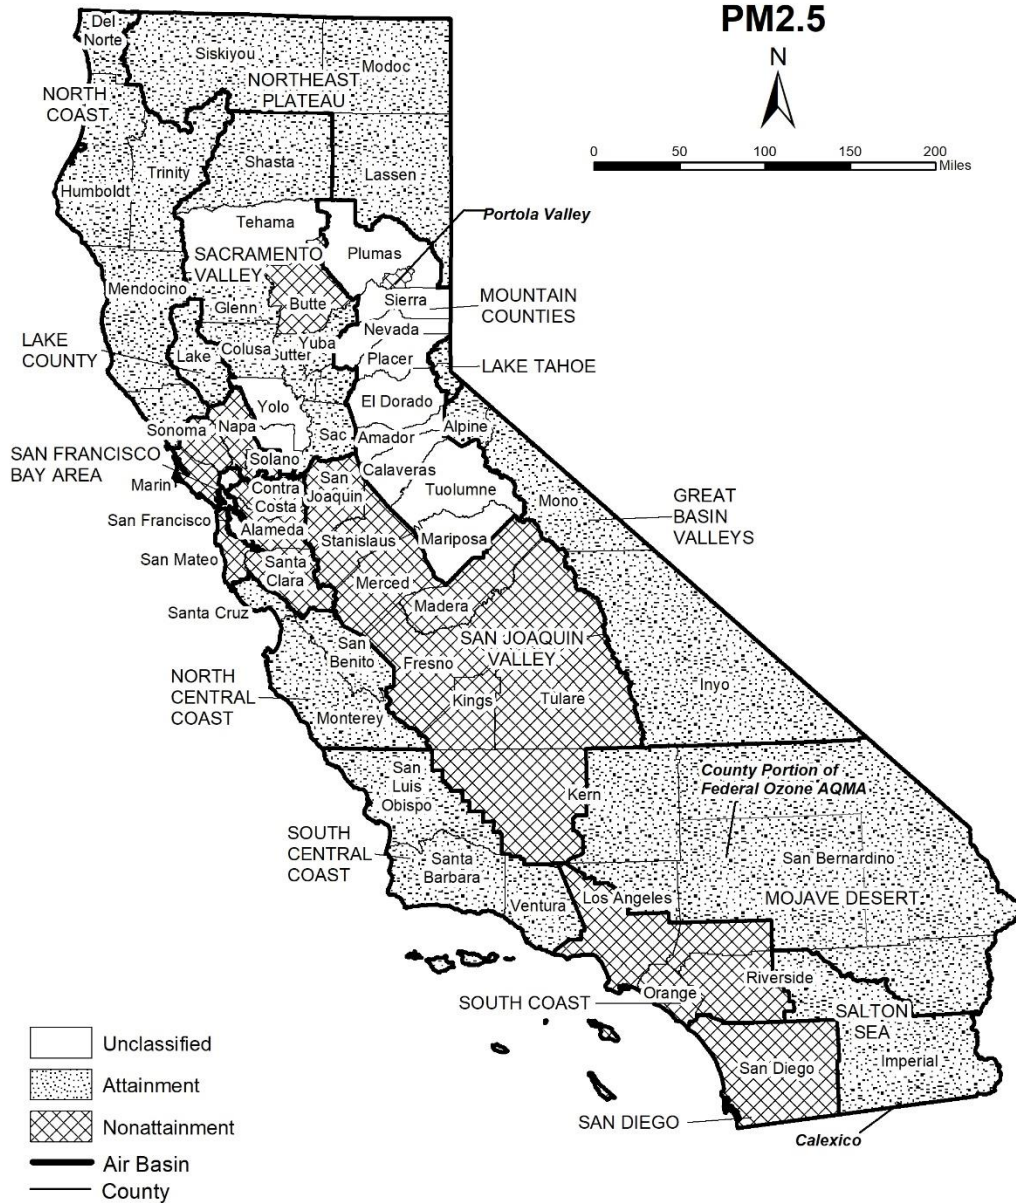 PM2.5
N
0 50 100 150 200
Miles
Del
Norte
Siskiyou
Modoc
NORTHEAST
PLATEAU
NORTH
COAST
Shasta
Trinity
Lassen
Humboldt
Portola Valley
Tehama
Plumas
SACRAMENTO
VALLEY
Mendocino
Butte
Sierra
MOUNTAIN
COUNTIES
Glenn
Nevada
LAKE
COUNTY
Lake
Colusa
Yuba
Sutter
Placer
LAKE TAHOE
El Dorado
Yolo
Napa
Sonoma
Sac
Amador
Alpine
SAN FRANCISCO
BAY AREA
Solano
Calaveras
Marin
San
Joaquin
Contra
Costa
Tuolumne
Mono
GREAT
BASIN
VALLEYS
San Francisco
Alameda
Stanislaus
Mariposa
San Mateo
Santa
Clara
Merced
Madera
Santa Cruz
San
Benito
SAN JOAQUIN
VALLEY
Fresno
NORTH
CENTRAL
COAST
Kings
Tulare
Inyo
Monterey
San
Luis
Obispo
Kern
County Portion of
Federal Ozone AQMA
SOUTH
CENTRAL
COAST
Santa
Barbara
San Bernardino
Ventura
Los Angeles
MOJAVE DESERT
Riverside
Orange
SOUTH COAST
SALTON
SEA
Unclassified
Imperial
San Diego
Attainment
SAN DIEGO
Nonattainment
Calexico
Air Basin
County